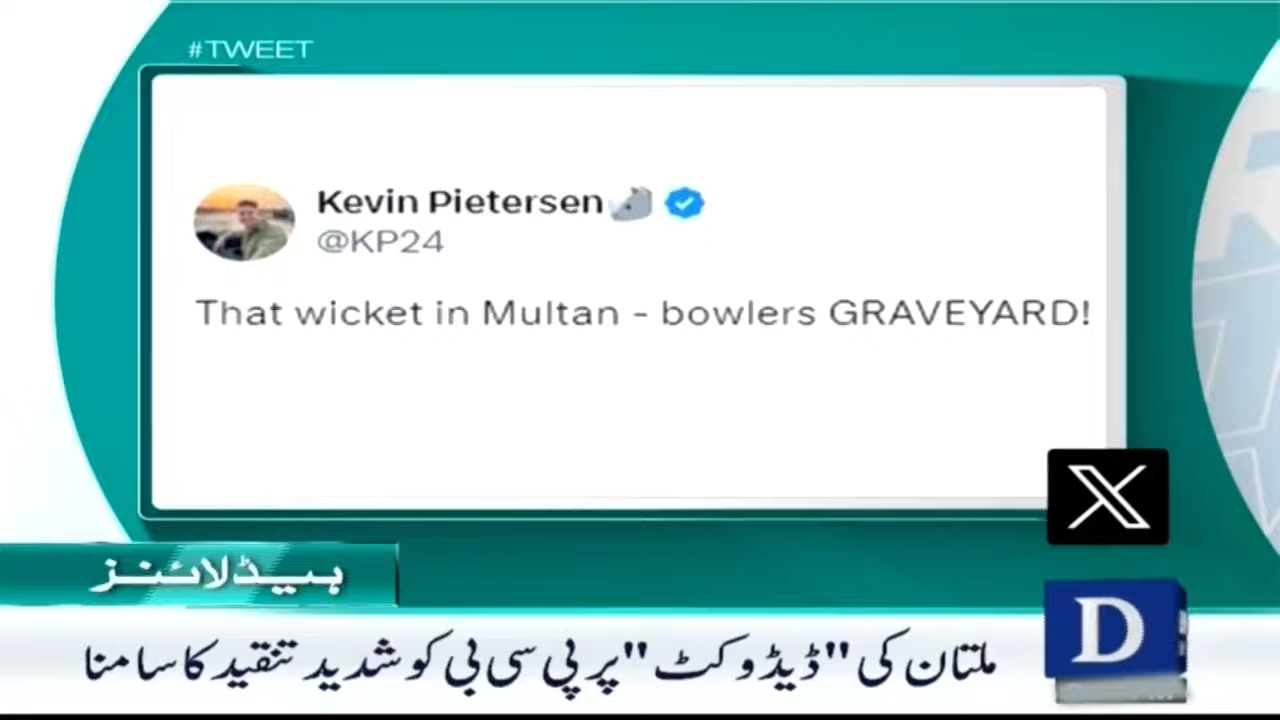 #TWEET
Kevin Pietersen
@KP24
That wicket in Multan - bowlers GRAVEYARD!
X
ہیڈلائنز
D
ملتان کی "ڈیڈ وکٹ" پر پی سی بی کو شدید تنقید کا سامنا